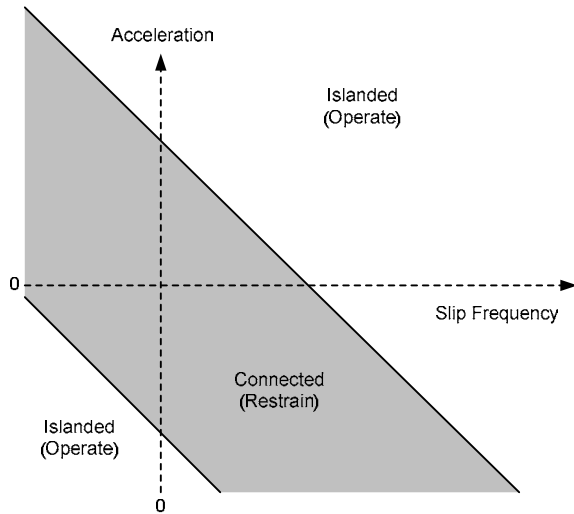 Acceleration
Islanded
(Operate)
0
Slip Frequency
Connected
(Restrain)
Islanded
(Operate)
0